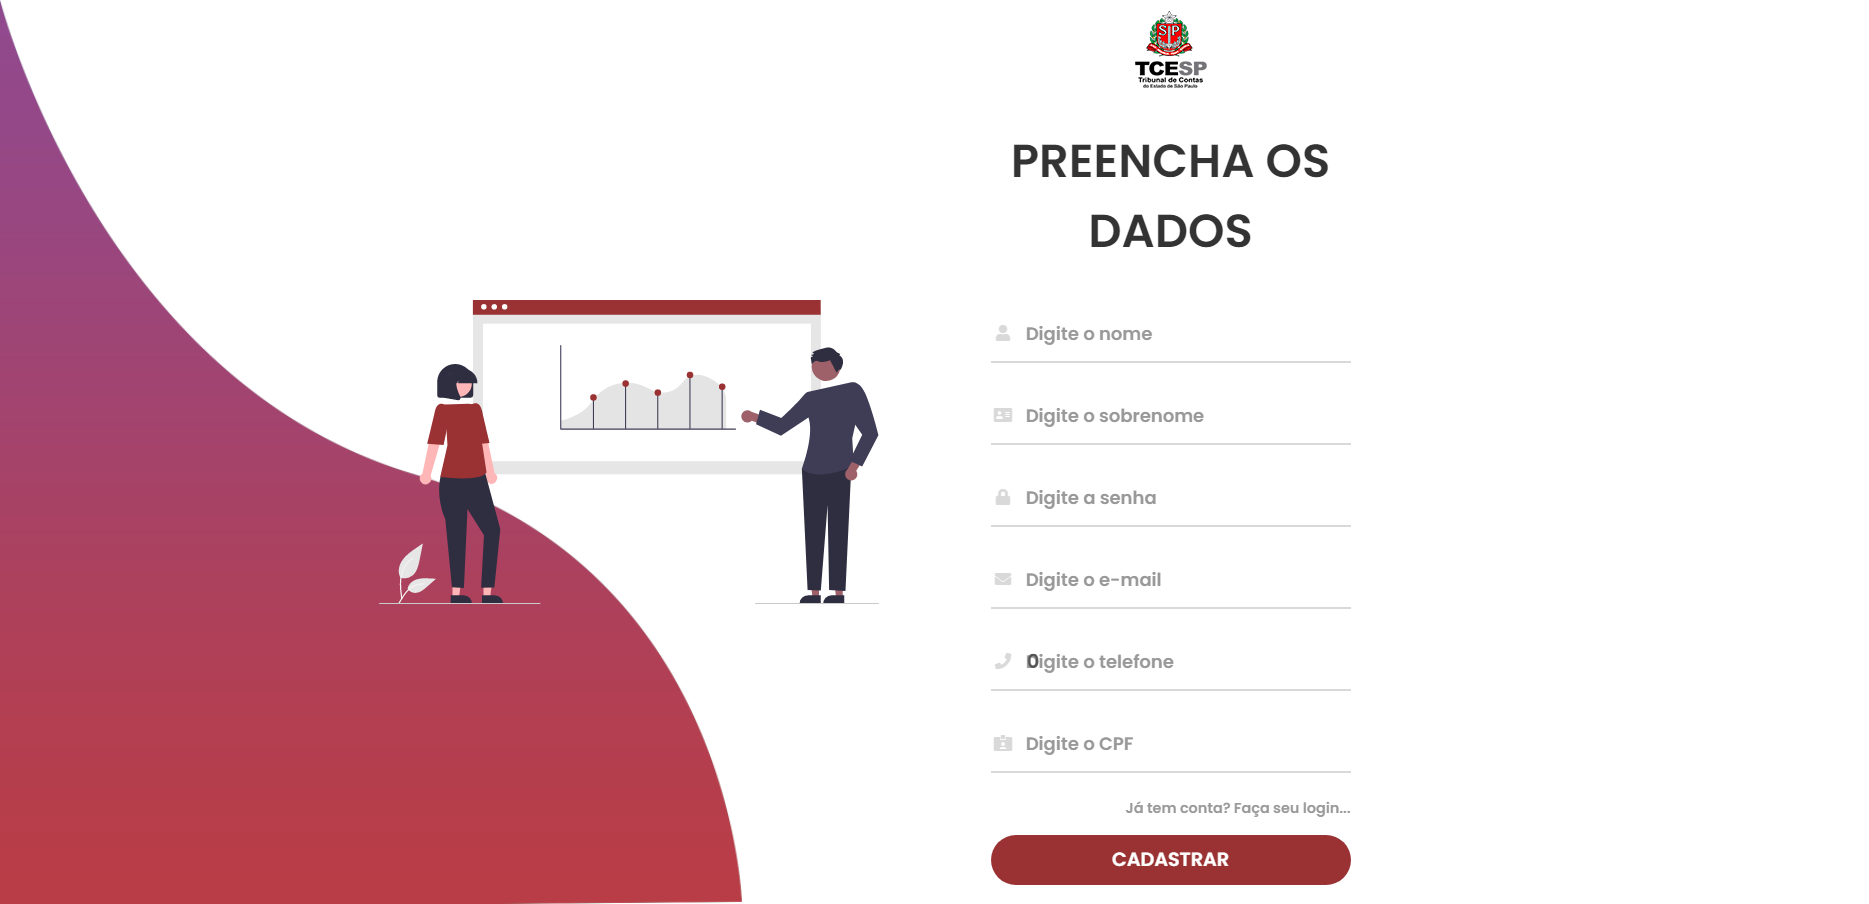 SP
TCESP
Tribunal de Contas
do Estado de São Paulo
PREENCHA OS
DADOS
Digite o nome
Digite o sobrenome
Digite a senha
Digite o e-mail
0
Digite o telefone
Digite o CPF
Já tem conta? Faça seu login...
CADASTRAR